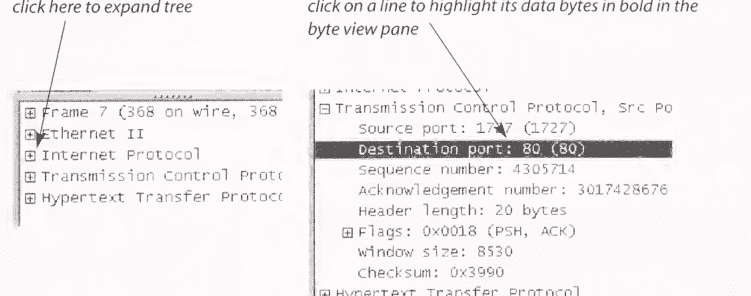 click here to expand tree
click on a line to highlight its data bytes in bold in the
byte view pane
Frame 7 (368 on wire, 368
Ethernet II
Internet Protocol
Transmission Control Proto
Hypertext Transfer Protoc
Internet Protocol
Transmission Control Protocol, Src Po
Source port: (1727)
Destination port: 80 (80)
Sequence number: 4305714
Acknowledgement number: 3017428676
Header length: 20 bytes
Flags: 0x0018 (PSH, ACK)
Window size: 8530
Checksum: 0x3990
Hypertext Transfer Protocol